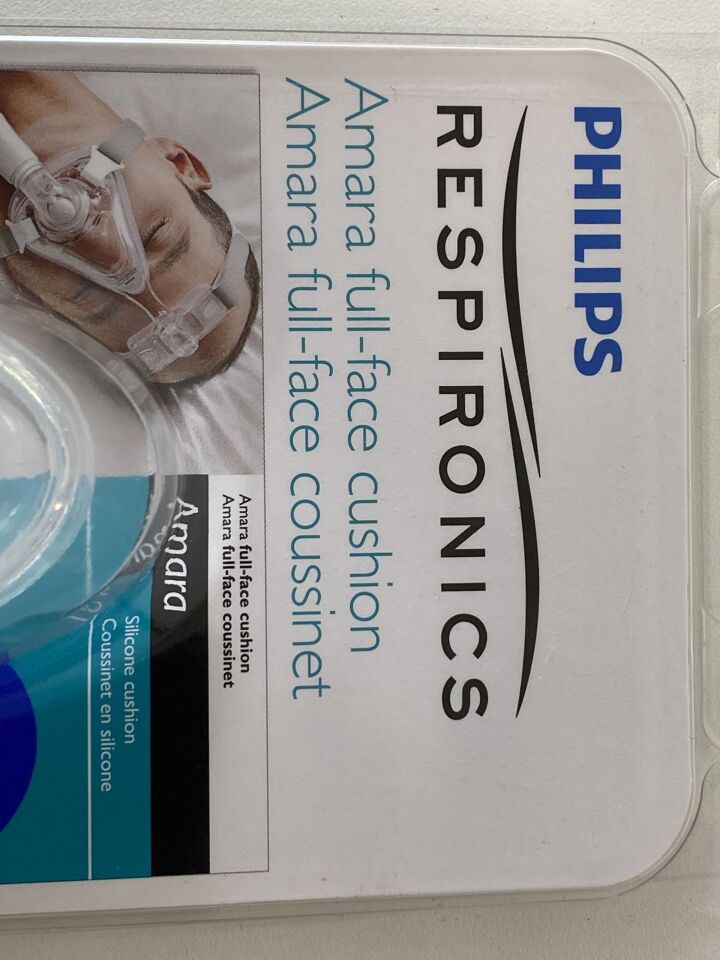 PHILIPS
RESPIRONICS
Amara full-face cushion
Amara full-face coussinet
Amara full-face cushion
Amara full-face coussinet
Amara
Silicone cushion
Coussinet en silicone